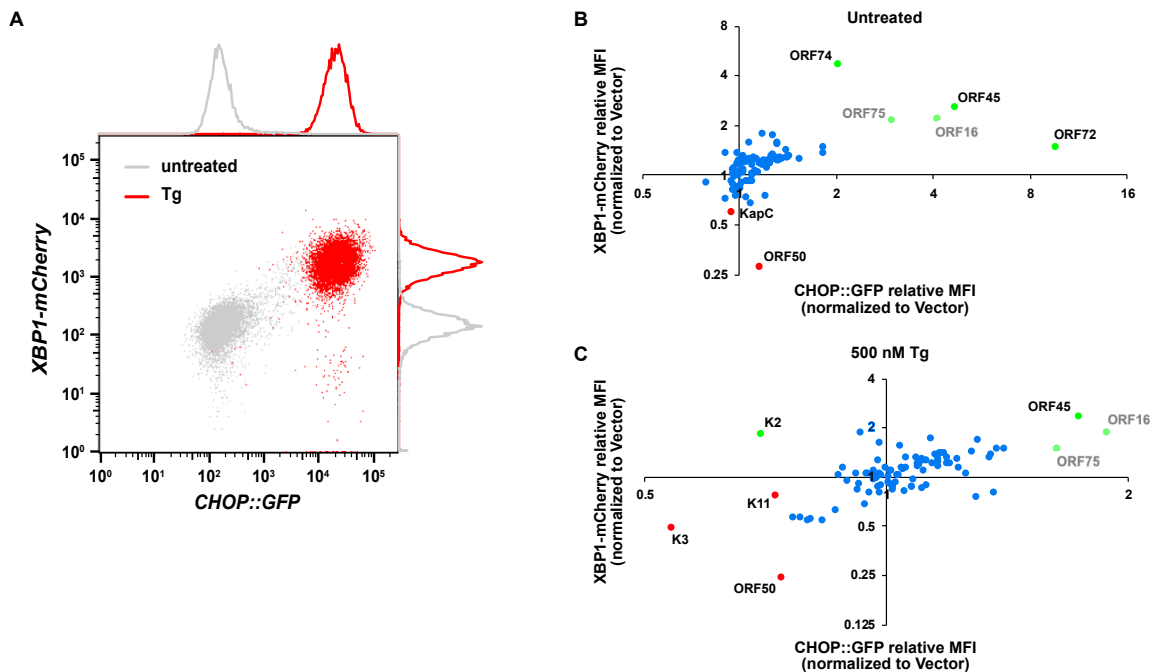 A
untreated
Tg
10⁵
10⁴
10³
10²
10¹
10⁰
10⁰
10¹
10²
10³
10⁴
10⁵
XBP1-mCherry
CHOP::GFP
B
Untreated
8
4
2
1
0.5
0.25
0.5
1
2
4
8
16
ORF74
ORF45
ORF75
ORF16
ORF72
KapC
ORF50
XBP1-mCherry relative MFI
(normalized to Vector)
CHOP::GFP relative MFI
(normalized to Vector)
C
500 nM Tg
4
2
1
0.5
0.25
0.125
0.5
1
2
K2
ORF45
ORF16
ORF75
K11
K3
ORF50
XBP1-mCherry relative MFI
(normalized to Vector)
CHOP::GFP relative MFI
(normalized to Vector)